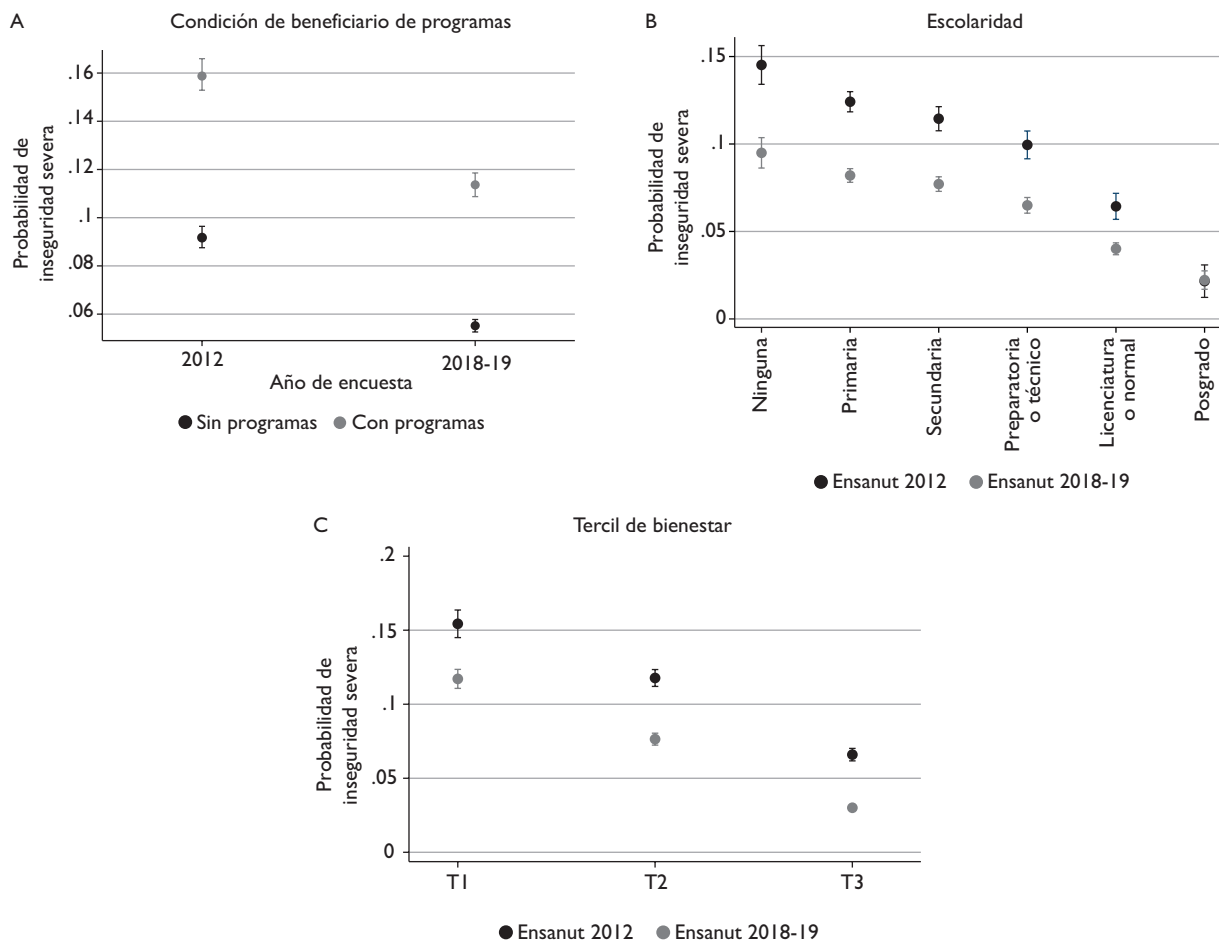 A
Condición de beneficiario de programas
Probabilidad de
inseguridad severa
.16
.14
.12
.1
.08
.06
2012
2018-19
Año de encuesta
Sin programas
Con programas
B
Escolaridad
Probabilidad de
inseguridad severa
.15
.1
.05
0
Ninguna
Primaria
Secundaria
Preparatoria
o técnico
Licenciatura
o normal
Posgrado
Ensanut 2012
Ensanut 2018-19
C
Tercil de bienestar
Probabilidad de
inseguridad severa
.2
.15
.1
.05
0
T1
T2
T3
Ensanut 2012
Ensanut 2018-19